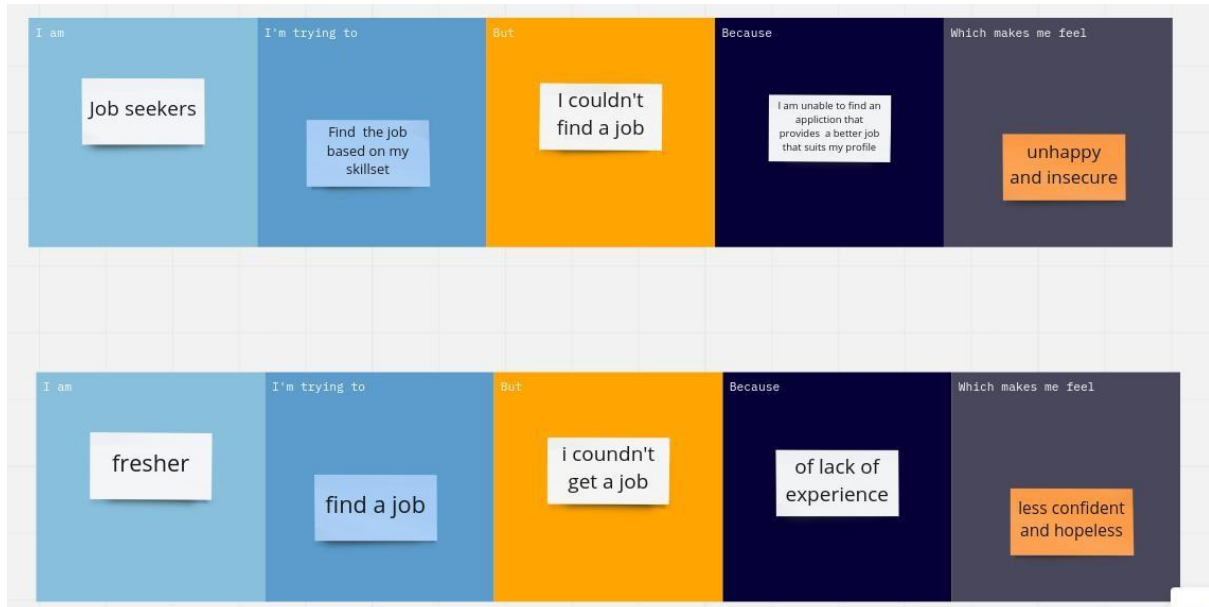 I am
I'm trying to
But
Because
Which makes me feel
Job seekers
Find the job
based on my
skillset
I couldn't
find a job
I am unable to find an
appliction that
provides a better job
that suits my profile
unhappy
and insecure
I am
I'm trying to
But
Because
Which makes me feel
fresher
find a job
i coundn't
get a job
of lack of
experience
less confident
and hopeless